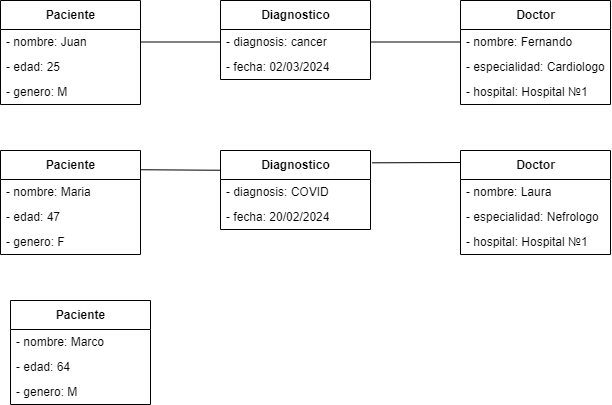 Paciente
- nombre: Juan
- edad: 25
- genero: M
Diagnostico
- diagnosis: cancer
- fecha: 02/03/2024
Doctor
- nombre: Fernando
- especialidad: Cardiologo
- hospital: Hospital №1
Paciente
- nombre: Maria
- edad: 47
- genero: F
Diagnostico
- diagnosis: COVID
- fecha: 20/02/2024
Doctor
- nombre: Laura
- especialidad: Nefrologo
- hospital: Hospital №1
Paciente
- nombre: Marco
- edad: 64
- genero: M